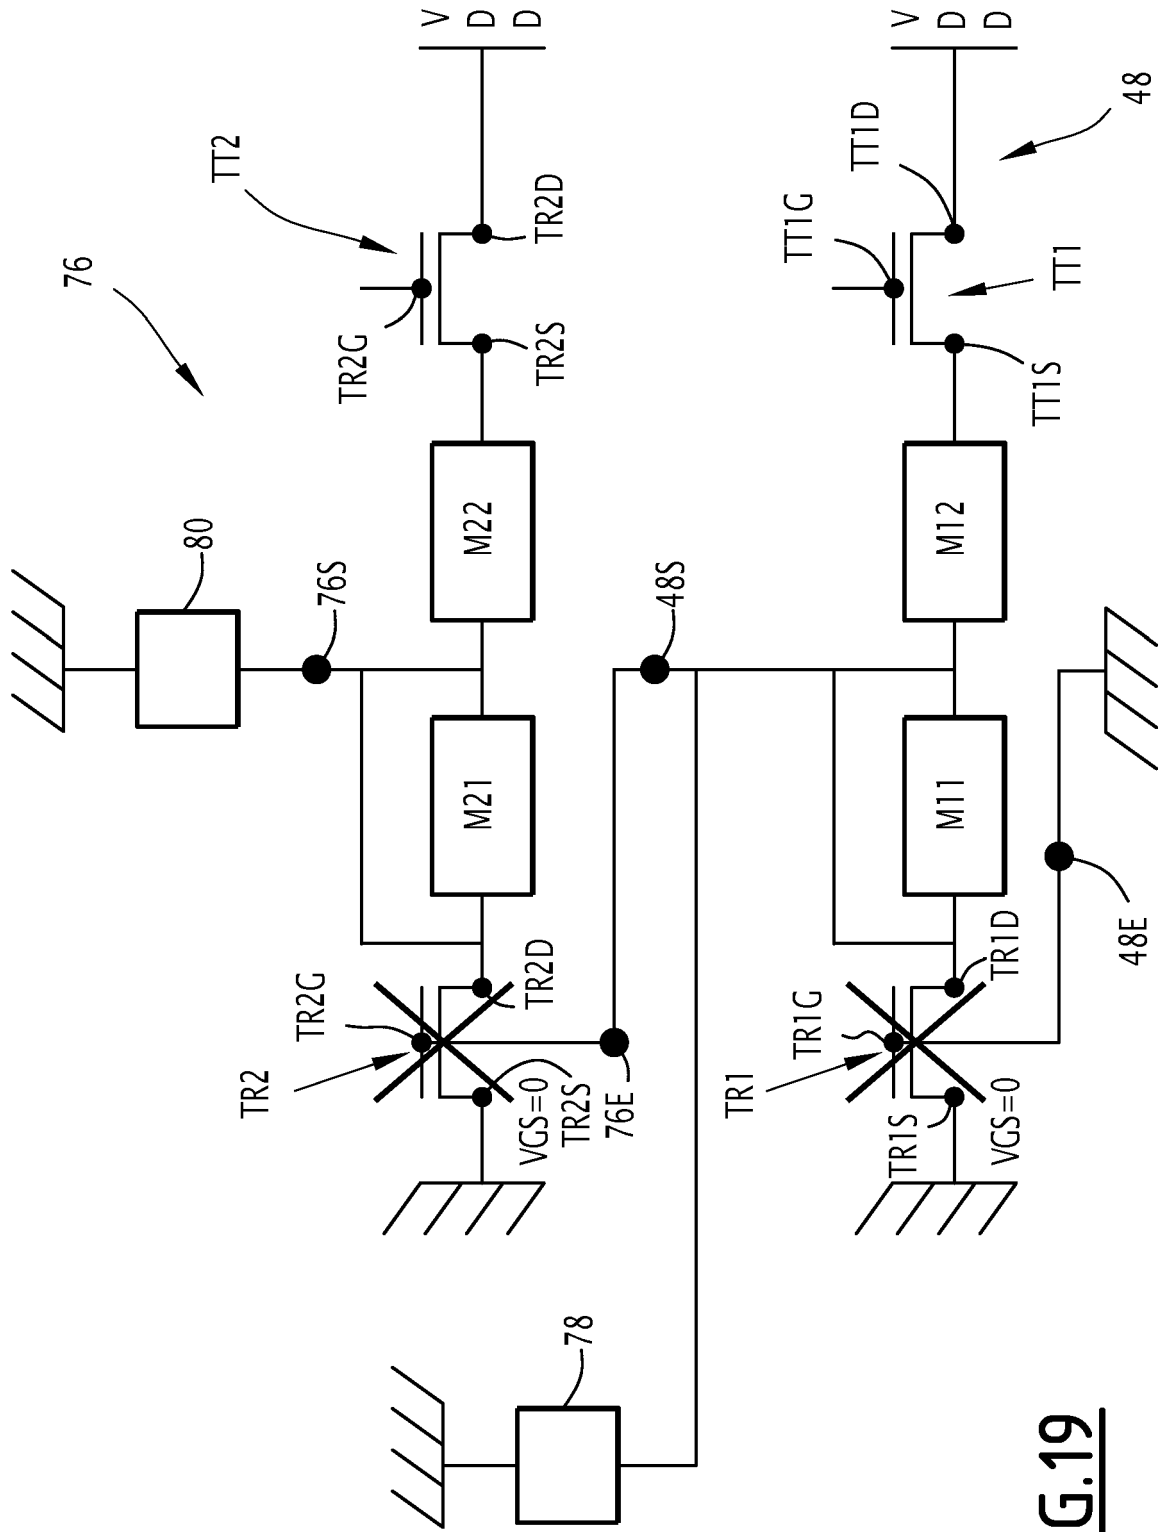 VDD
VDD
TT2
TR2D
TR2G
TR2S
76
48
TT1D
TT1G
TT1
TT1S
80
76S
M22
48S
M12
M21
M11
TR2G
TR2D
TR2
VGS=0
TR2S
76E
TR1G
TR1D
TR1
TR1S
VGS=0
48E
78
G.19